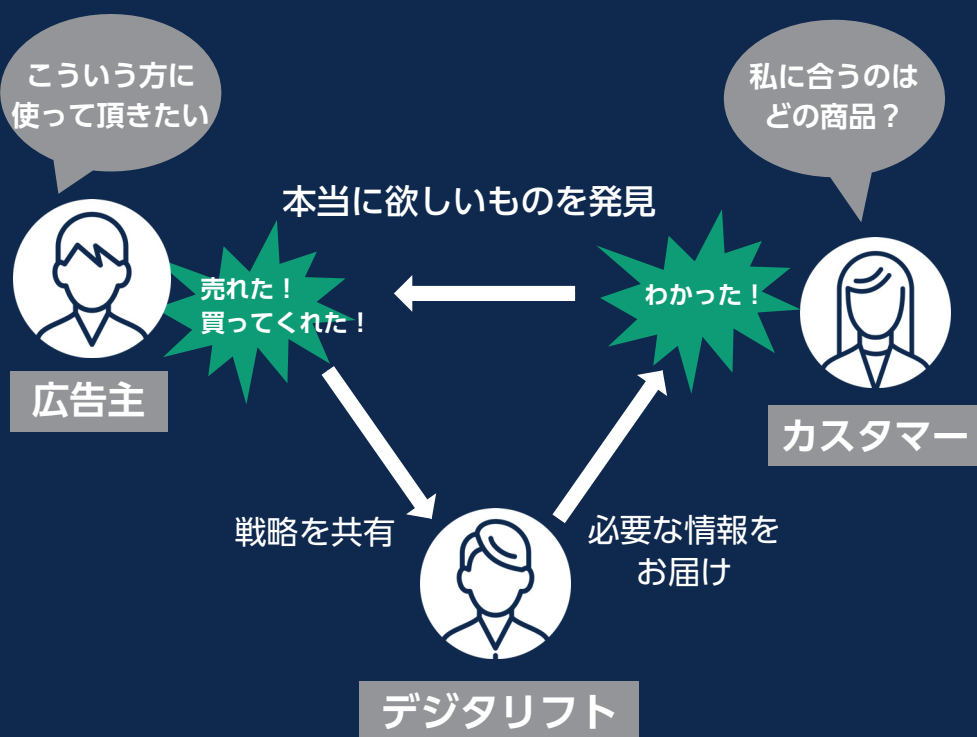 こういう方に
使って頂きたい
私に合うのは
どの商品？
本当に欲しいものを発見
売れた！
買ってくれた！
わかった！
広告主
カスタマー
戦略を共有
必要な情報を
お届け
デジタリフト